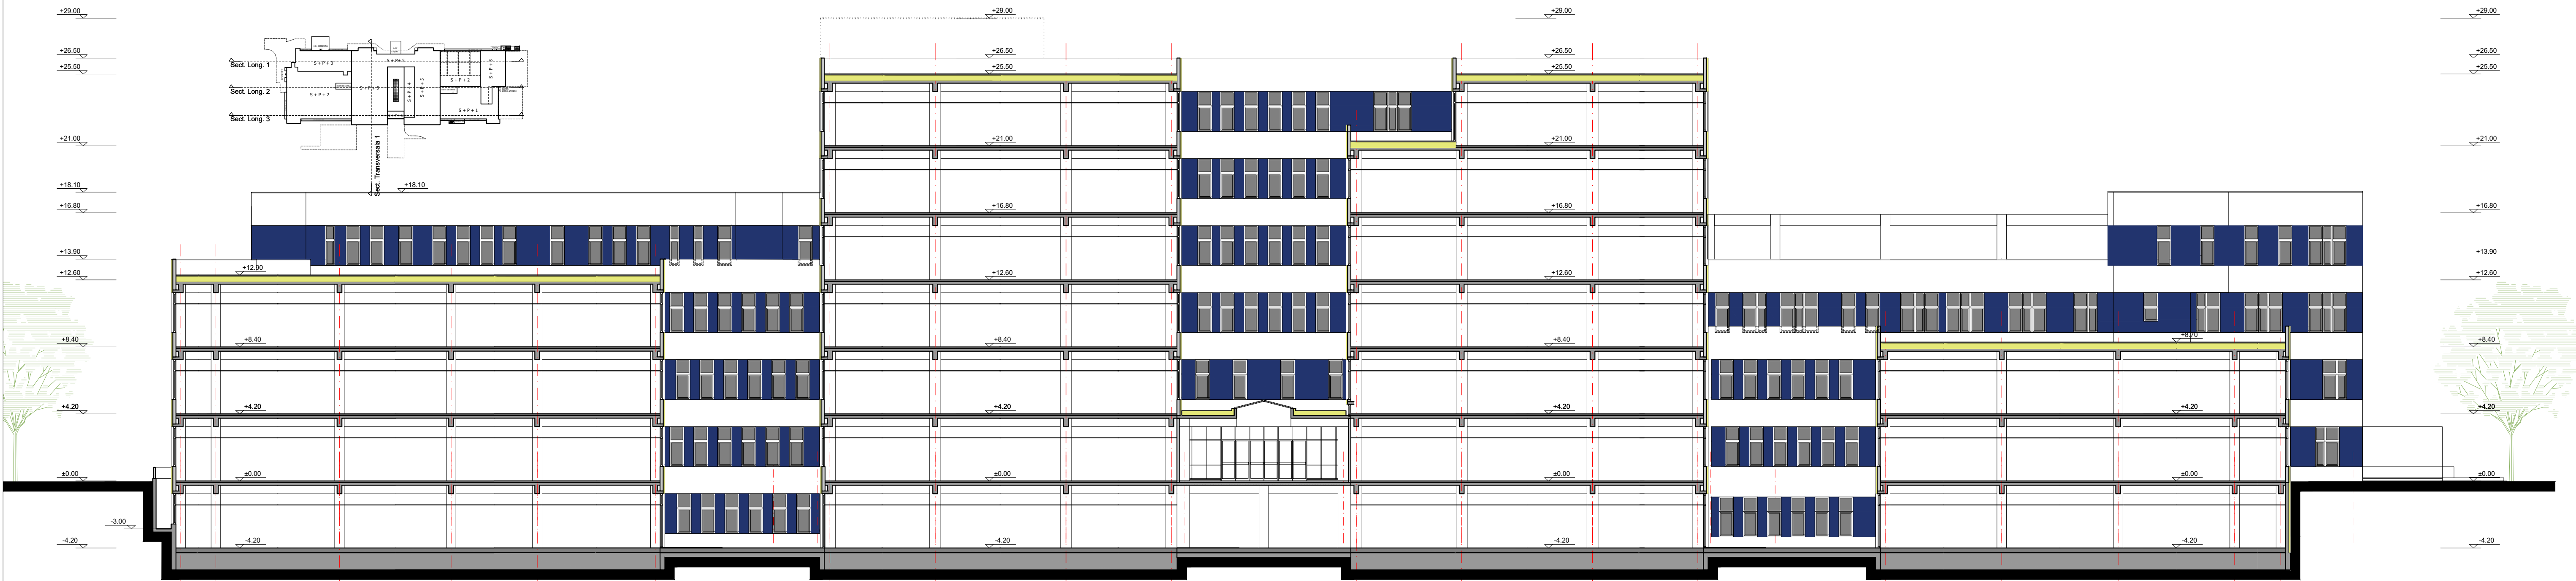 +29.00 +29.00 +29.00 +29.00
+26.50 +26.50 +26.50 +26.50
+25.50 +25.50 +25.50 +25.50
Sect. Long. 1
S + P + 3
S + P + 2
Sect. Long. 2
S + P + 2
Sect. Long. 3
S + P + 1
Sect. Transversala 1
+21.00 +21.00 +21.00 +21.00
+18.10 +18.10
+16.80 +16.80 +16.80 +16.80
+13.90 +13.90
+12.90
+12.60 +12.60 +12.60 +12.60
+8.70
+8.40 +8.40 +8.40 +8.40 +8.40
+4.20 +4.20 +4.20 +4.20 +4.20 +4.20
±0.00 ±0.00 ±0.00 ±0.00 ±0.00 ±0.00
-3.00
-4.20 -4.20 -4.20 -4.20 -4.20 -4.20